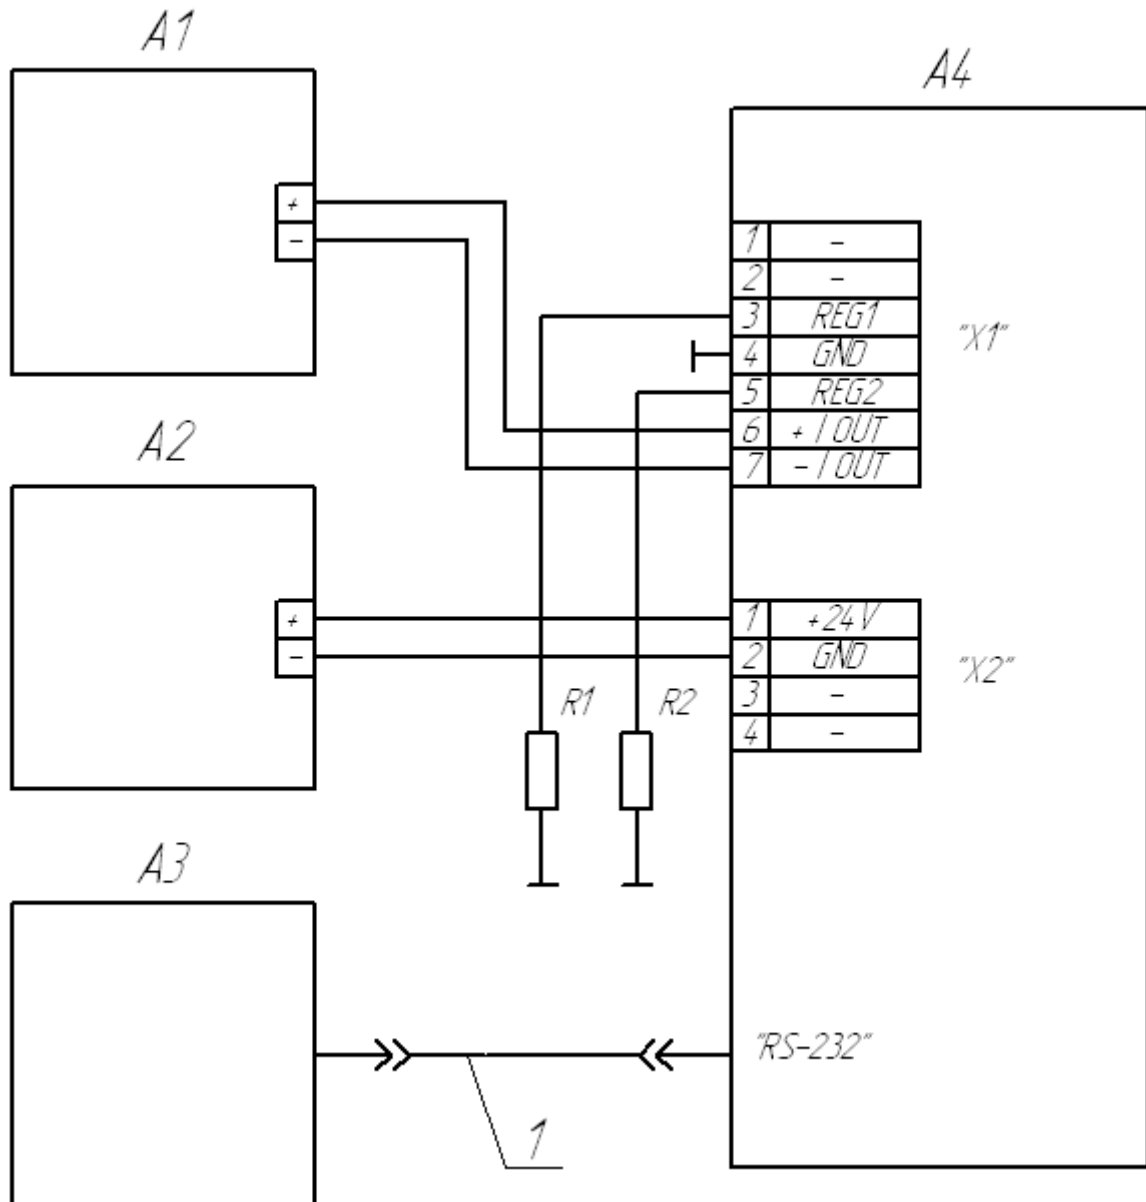 A1
+
-
A2
+
-
A3
A4
1 -
2 -
3 REG1
4 GND
5 REG2
6 + I OUT
7 - I OUT
"X1"
1 +24V
2 GND
3 -
4 -
"X2"
R1 R2
"RS-232"
1